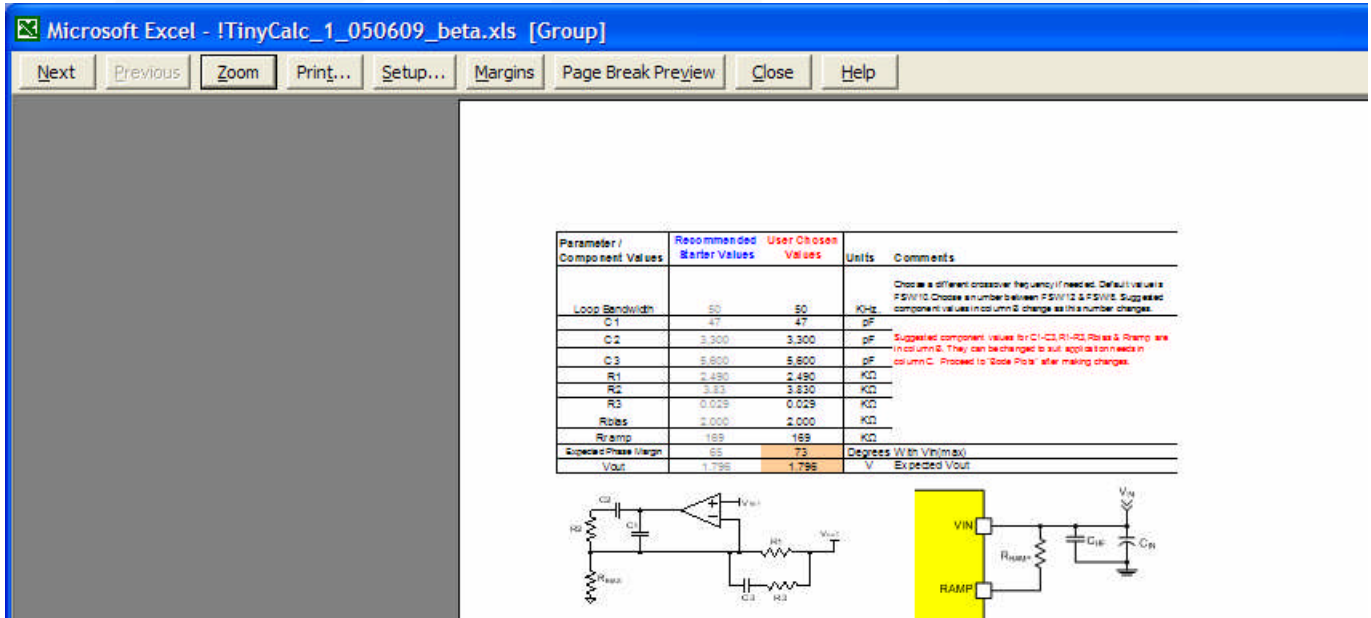 Microsoft Excel - !TinyCalc_1_050609_beta.xls [Group]
Next Previous Zoom Print... Setup... Margins Page Break Preview Close Help
Parameter / Component Values Recommended Starter Values User Chosen Values Units Comments
Choose a different crossover frequency if needed. Default value is
FSW/10. Choose a number between FSW/12 & FSW/8. Suggested
component values in column B change as this number changes.
Loop Bandwidth 50 50 KHz
C1 47 47 pF
C2 3,300 3,300 pF
Suggested component values for C1-C3, R1-R3, Rbias & Rramp are
in column B. They can be changed to suit application needs in
column C. Proceed to "Bode Plots" after making changes.
C3 5,600 5,600 pF
R1 2.490 2.490 KΩ
R2 3.83 3.830 KΩ
R3 0.029 0.029 KΩ
Rbias 2.000 2.000 KΩ
Rramp 169 169 KΩ
Expected Phase Margin 65 73 Degrees With Vin(max)
Vout 1.796 1.796 V Expected Vout
C2
R2 C1
R1
C3 R3
VIN
VIN
RRAMP CHF CIN
RAMP